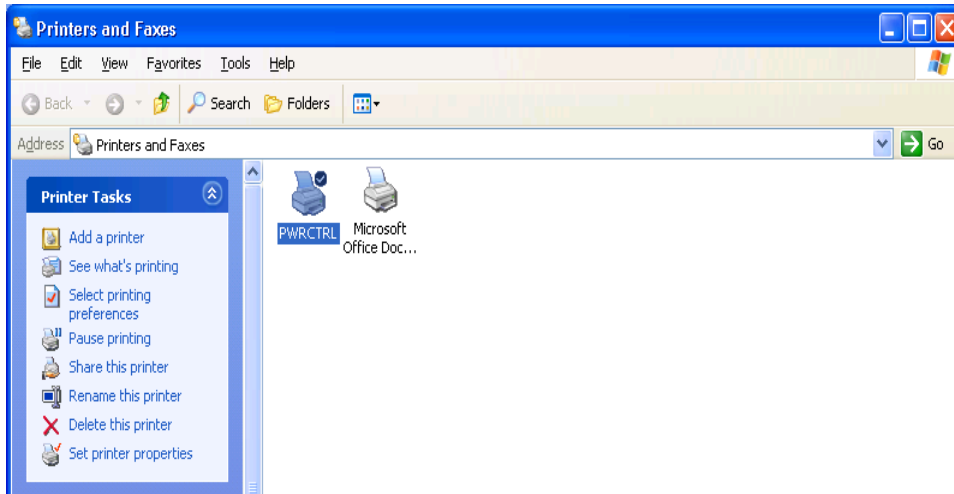 Printers and Faxes
File Edit View Favorites Tools Help
Back Search Folders
Address Printers and Faxes Go
Printer Tasks
Add a printer
See what's printing
Select printing
preferences
Pause printing
Share this printer
Rename this printer
Delete this printer
Set printer properties
PWRCTRL
Microsoft
Office Doc...